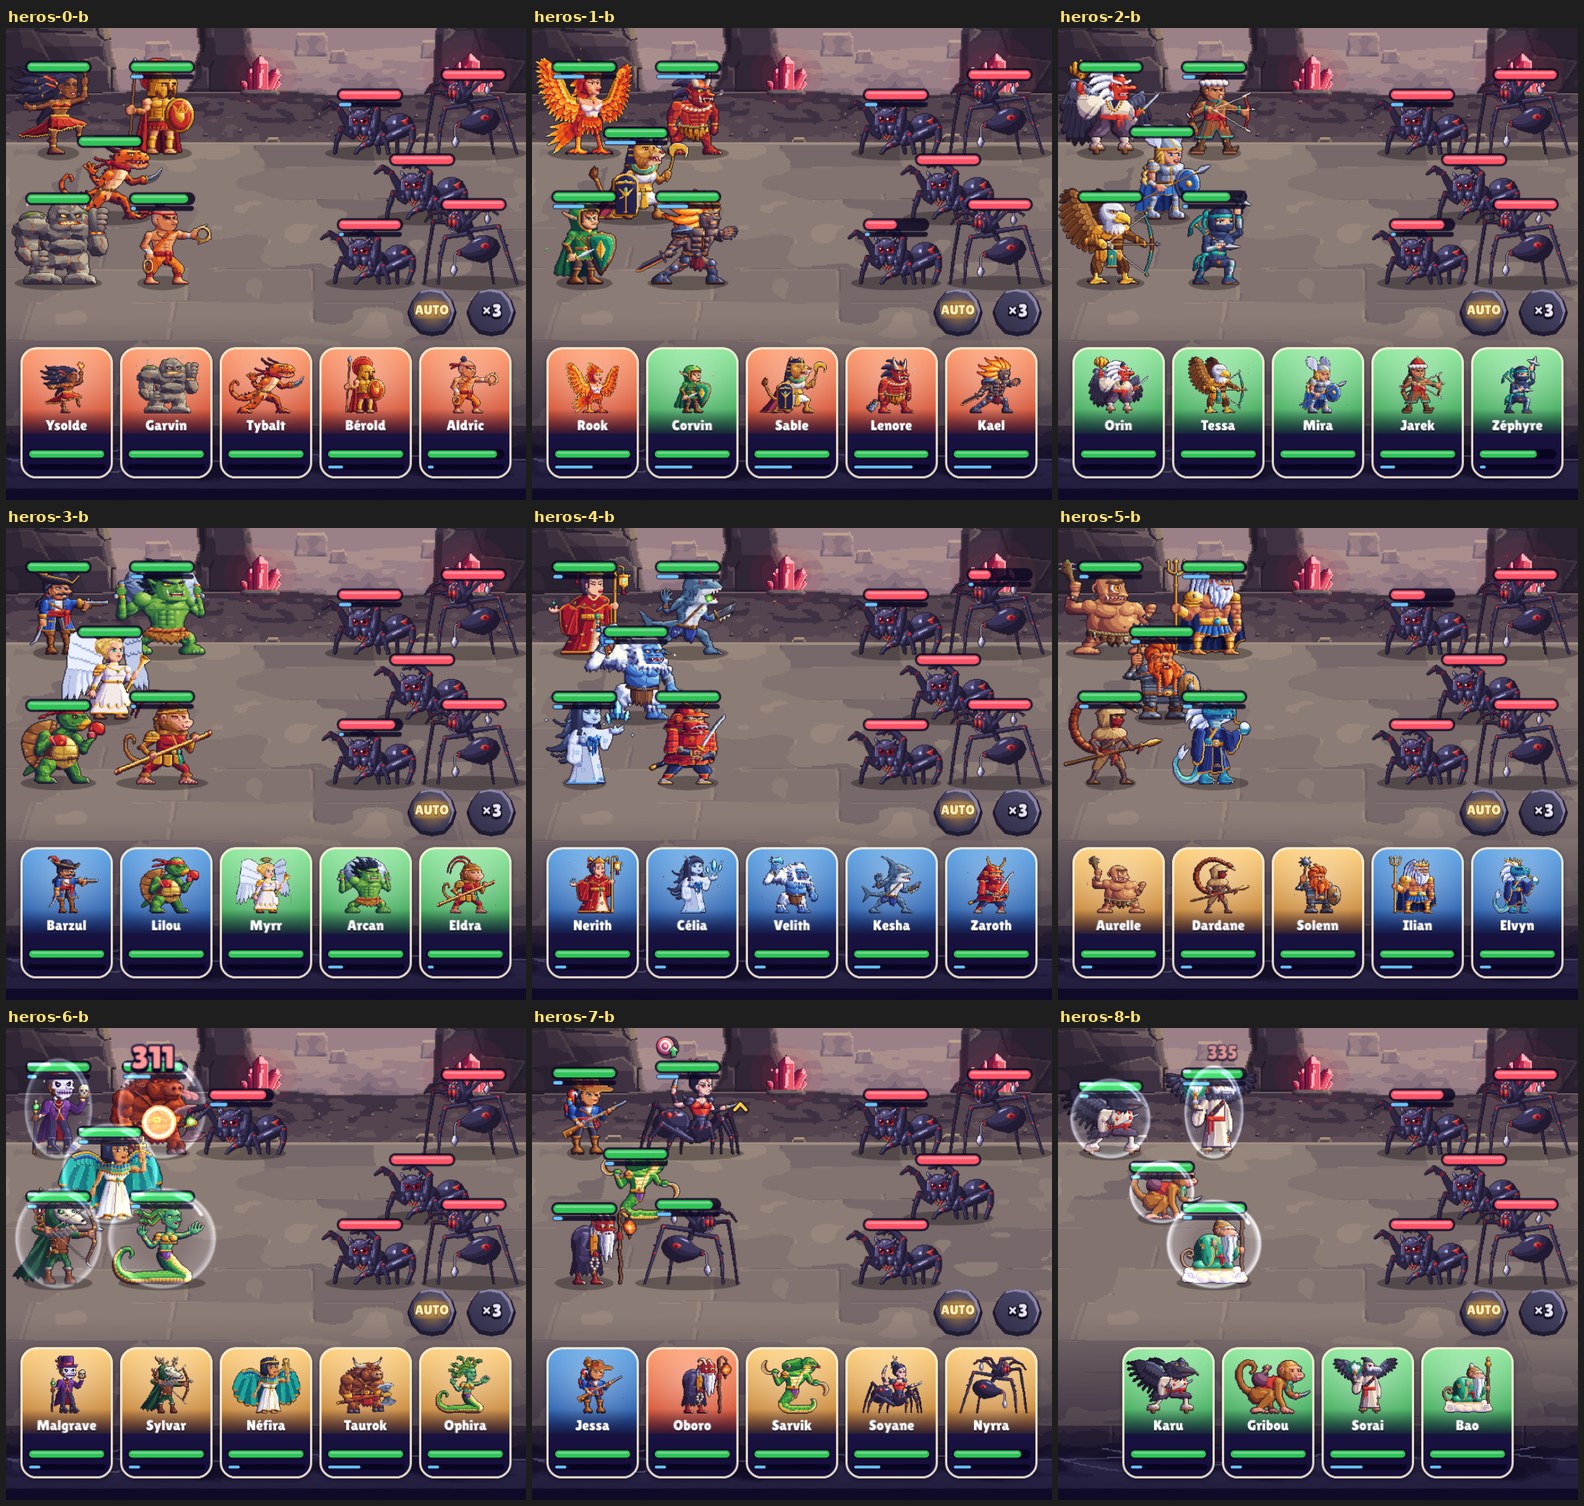 heros-0-b
AUTO ×3
Ysolde Garvin Tybalt Bérold Aldric
heros-1-b
AUTO ×3
Rook Corvin Sable Lenore Kael
heros-2-b
AUTO ×3
Orin Tessa Mira Jarek Zéphyre
heros-3-b
AUTO ×3
Barzul Lilou Myrr Arcan Eldra
heros-4-b
AUTO ×3
Nerith Célia Velith Kesha Zaroth
heros-5-b
AUTO ×3
Aurelle Dardane Solenn Ilian Elvyn
heros-6-b
311
AUTO ×3
Malgrave Sylvar Néfira Taurok Ophira
heros-7-b
AUTO ×3
Jessa Oboro Sarvik Soyane Nyrra
heros-8-b
335
AUTO ×3
Karu Gribou Sorai Bao